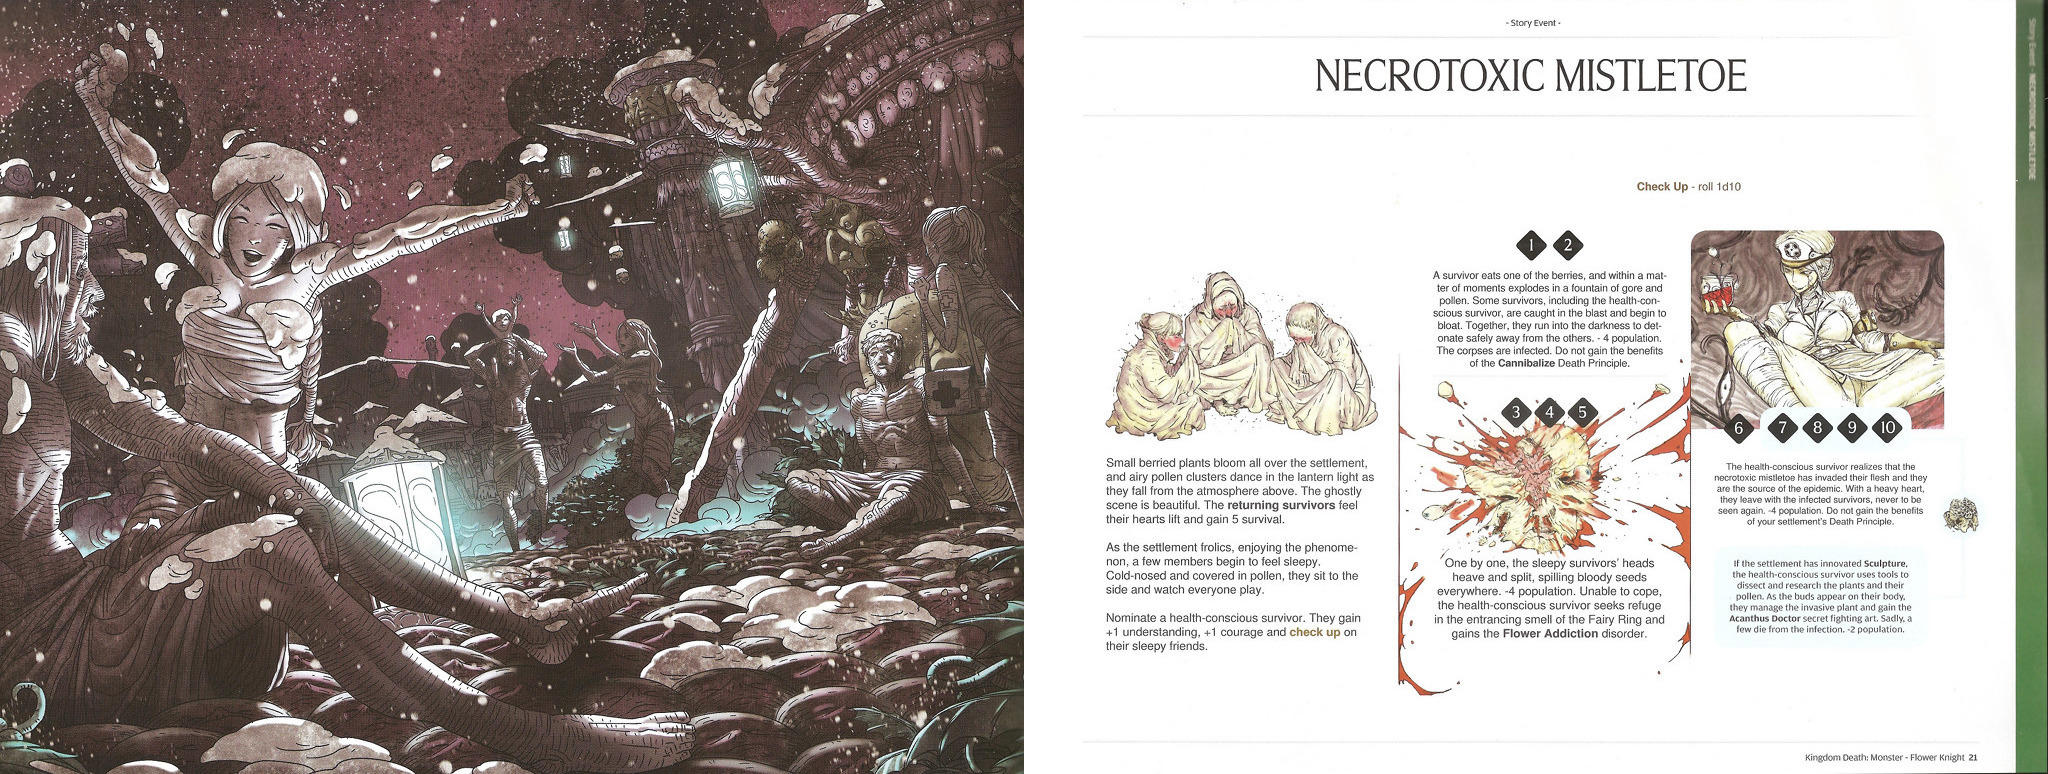 - Story Event -
NECROTOXIC MISTLETOE
Story Event - NECROTOXIC MISTLETOE
Check Up - roll 1d10
Small berried plants bloom all over the settlement,
and airy pollen clusters dance in the lantern light as
they fall from the atmosphere above. The ghostly
scene is beautiful. The returning survivors feel
their hearts lift and gain 5 survival.
As the settlement frolics, enjoying the phenome-
non, a few members begin to feel sleepy.
Cold-nosed and covered in pollen, they sit to the
side and watch everyone play.
Nominate a health-conscious survivor. They gain
+1 understanding, +1 courage and check up on
their sleepy friends.
1 2
A survivor eats one of the berries, and within a mat-
ter of moments explodes in a fountain of gore and
pollen. Some survivors, including the health-con-
scious survivor, are caught in the blast and begin to
bloat. Together, they run into the darkness to det-
onate safely away from the others. - 4 population.
The corpses are infected. Do not gain the benefits
of the Cannibalize Death Principle.
3 4 5
One by one, the sleepy survivors' heads
heave and split, spilling bloody seeds
everywhere. -4 population. Unable to cope,
the health-conscious survivor seeks refuge
in the entrancing smell of the Fairy Ring and
gains the Flower Addiction disorder.
6 7 8 9 10
The health-conscious survivor realizes that the
necrotoxic mistletoe has invaded their flesh and they
are the source of the epidemic. With a heavy heart,
they leave with the infected survivors, never to be
seen again. -4 population. Do not gain the benefits
of your settlement's Death Principle.
If the settlement has innovated Sculpture,
the health-conscious survivor uses tools to
dissect and research the plants and their
pollen. As the buds appear on their body,
they manage the invasive plant and gain the
Acanthus Doctor secret fighting art. Sadly, a
few die from the infection. -2 population.
Kingdom Death: Monster - Flower Knight 21